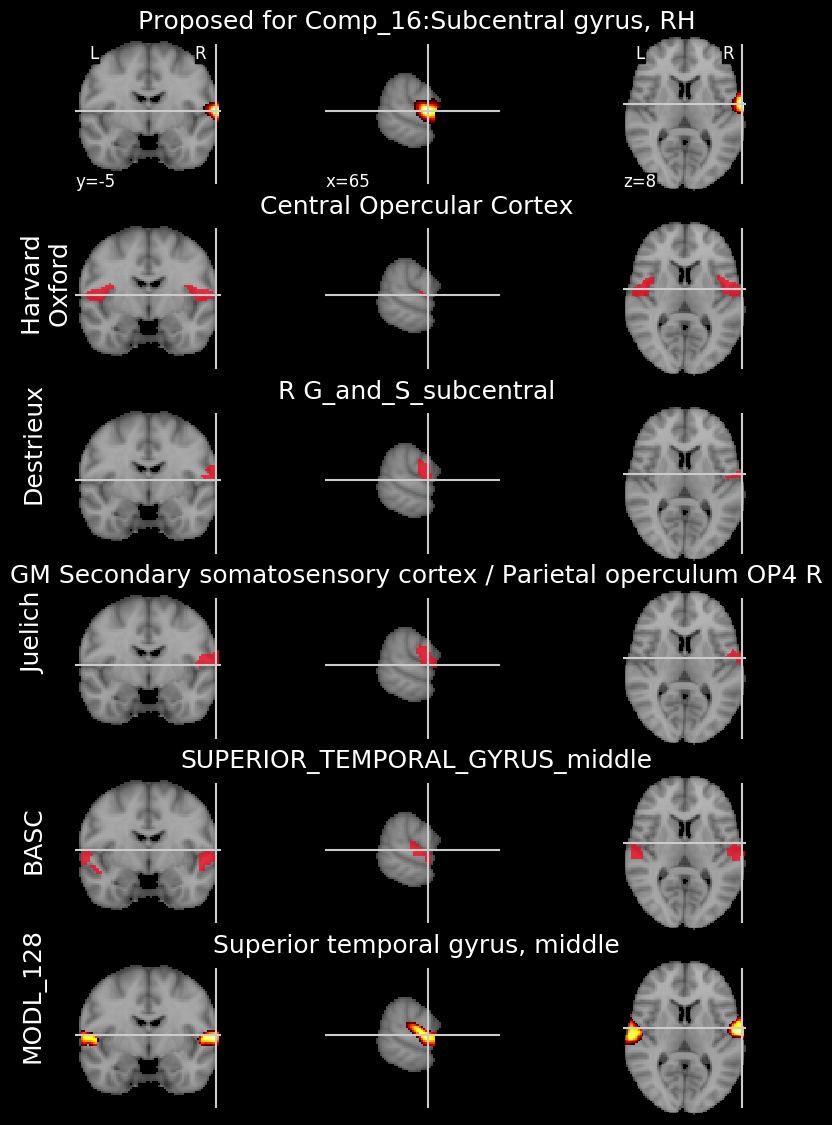 Proposed for Comp_16:Subcentral gyrus, RH
L R L R
y=-5 x=65 z=8
Central Opercular Cortex
Harvard
Oxford
R G_and_S_subcentral
Destrieux
GM Secondary somatosensory cortex / Parietal operculum OP4 R
Juelich
SUPERIOR_TEMPORAL_GYRUS_middle
BASC
Superior temporal gyrus, middle
MODL_128